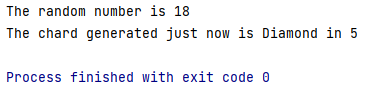 The random number is 18
The chard generated just now is Diamond in 5
Process finished with exit code 0